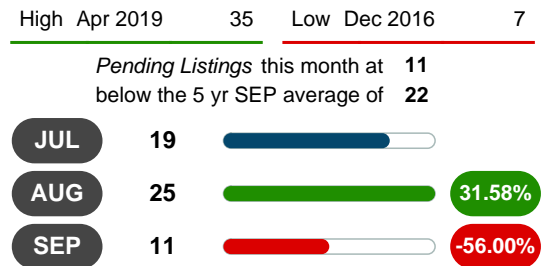 High Apr 2019 35 Low Dec 2016 7
Pending Listings this month at 11
below the 5 yr SEP average of 22
JUL 19
AUG 25 31.58%
SEP 11 -56.00%